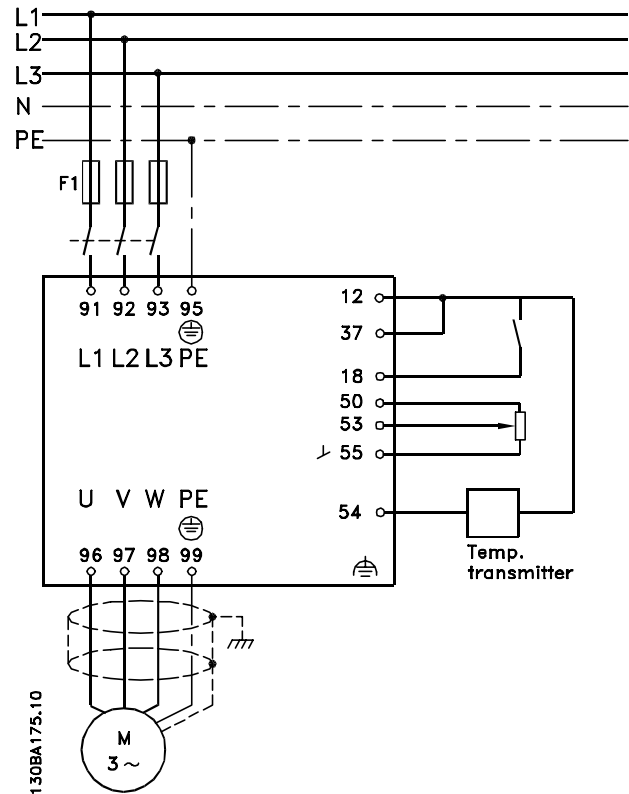 L1
L2
L3
N
PE
F1
91 92 93 95
L1 L2 L3 PE
12
37
18
50
53
55
54
U V W PE
96 97 98 99
Temp.
transmitter
M
3 ~
130BA175.10